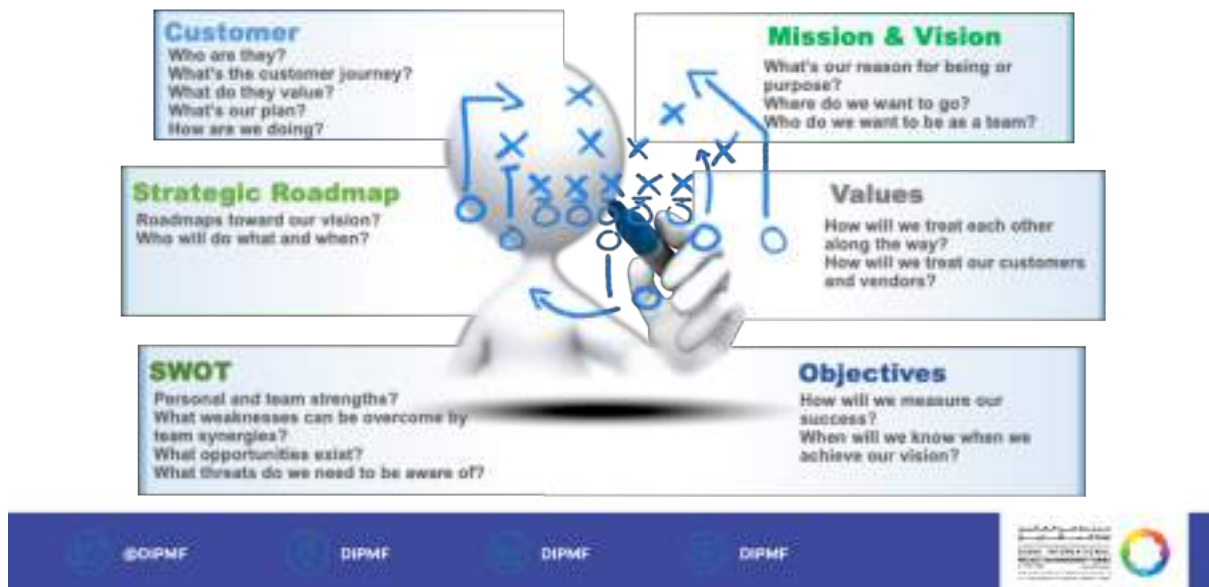 Customer
Who are they?
What's the customer journey?
What do they value?
What's our plan?
How are we doing?
Mission & Vision
What's our reason for being or
purpose?
Where do we want to go?
Who do we want to be as a team?
Strategic Roadmap
Roadmaps toward our vision?
Who will do what and when?
Values
How will we treat each other
along the way?
How will we treat our customers
and vendors?
SWOT
Personal and team strengths?
What weaknesses can be overcome by
team synergies?
What opportunities exist?
What threats do we need to be aware of?
Objectives
How will we measure our
success?
When will we know when we
achieve our vision?
@DIPMF
DIPMF
DIPMF
DIPMF
DUBAI INTERNATIONAL